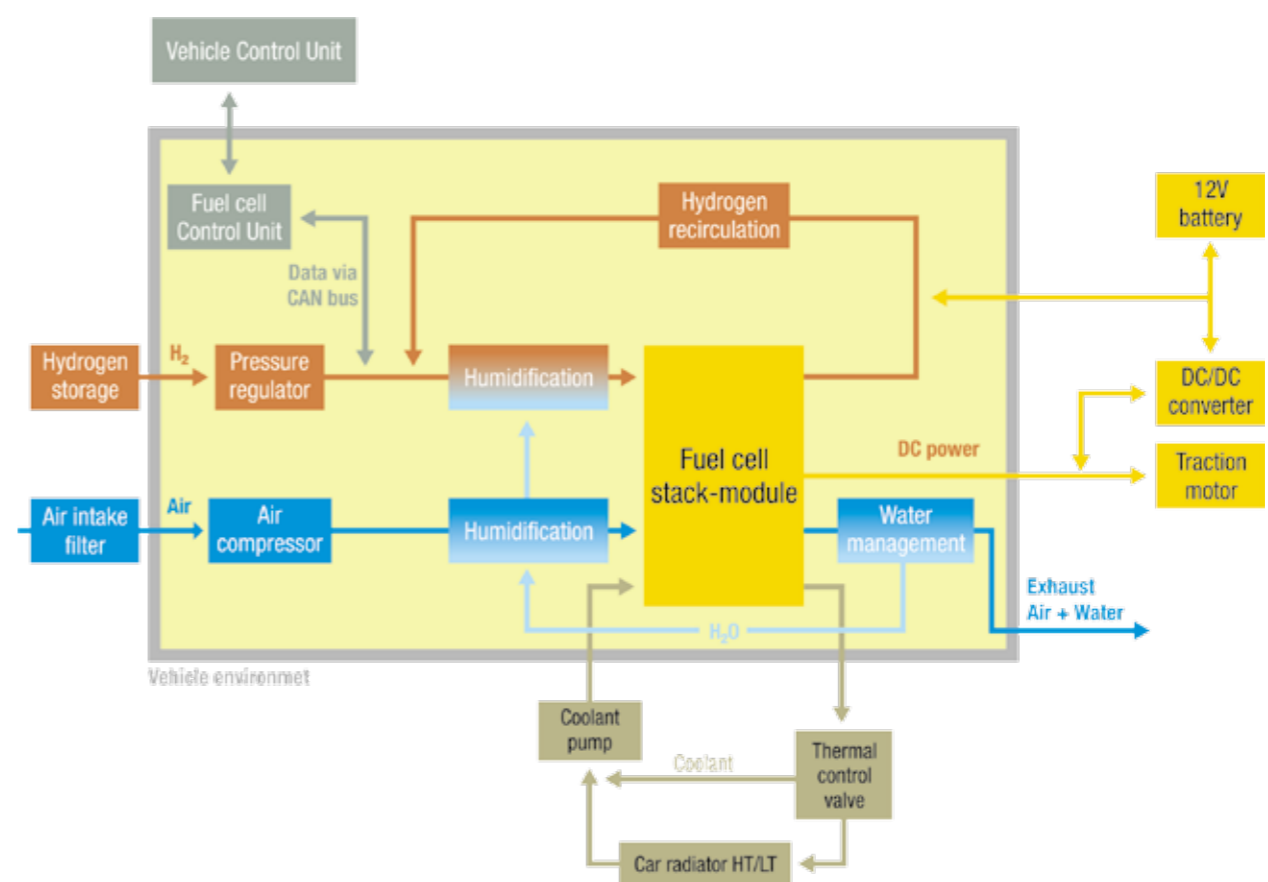 Vehicle Control Unit
Fuel cell
Control Unit
Data via
CAN bus
Hydrogen
recirculation
12V
battery
Hydrogen
storage
H₂
Pressure
regulator
Humidification
DC/DC
converter
Fuel cell
stack-module
DC power
Traction
motor
Air intake
filter
Air
Air
compressor
Humidification
Water
management
H₂O
Exhaust
Air + Water
Vehicle environmet
Coolant
pump
Coolant
Thermal
control
valve
Car radiator HT/LT